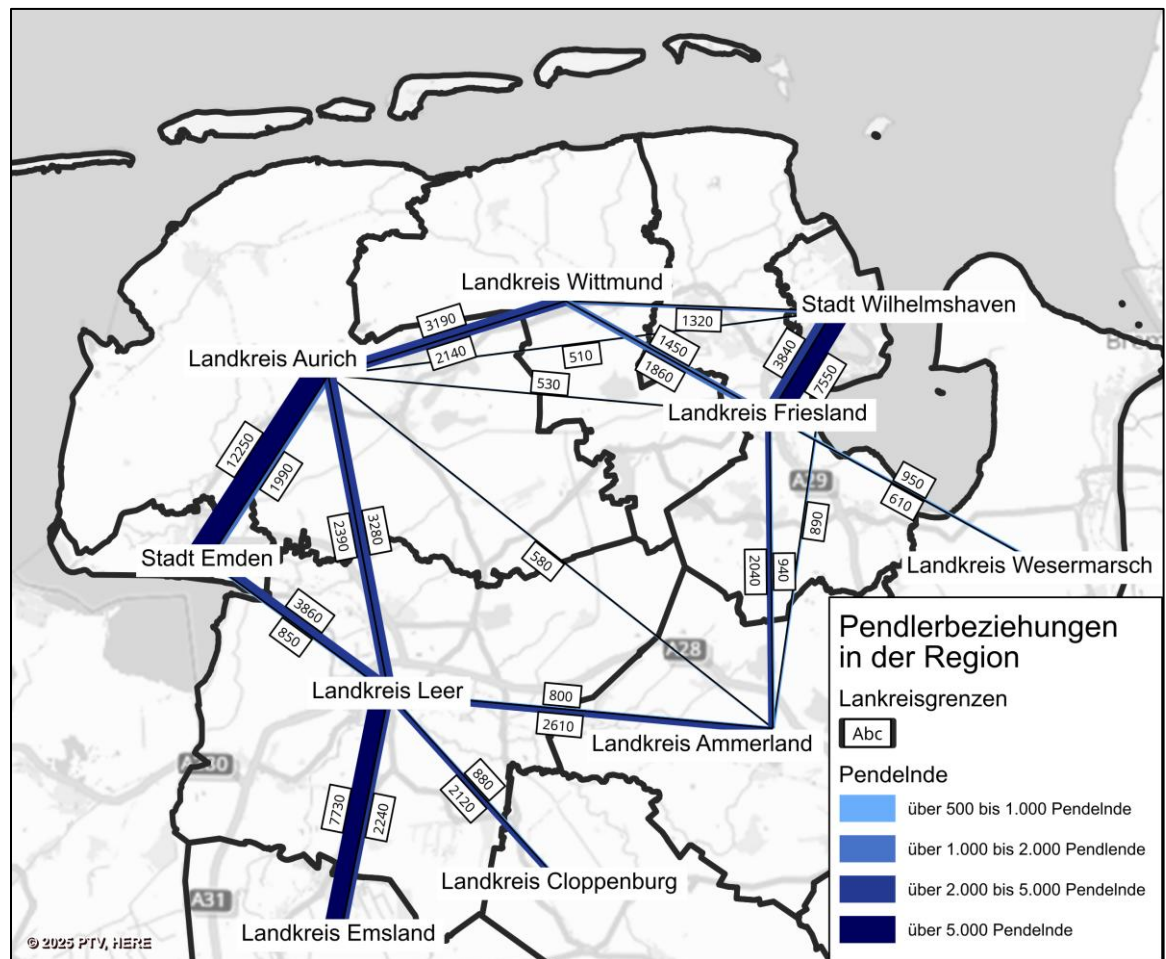 Landkreis Wittmund
Stadt Wilhelmshaven
3190
1320
2140
510
1450
3840
Landkreis Aurich
1860
7550
530
Landkreis Friesland
12250
1990
950
A29
610
3280
2390
890
Stadt Emden
580
2040
940
Landkreis Wesermarsch
3860
850
A28
Landkreis Leer
800
2610
Landkreis Ammerland
880
2120
7730
2240
Landkreis Cloppenburg
A31
Landkreis Emsland
© 2025 PTV, HERE
Pendlerbeziehungen
in der Region
Lankreisgrenzen
Abc
Pendelnde
über 500 bis 1.000 Pendelnde
über 1.000 bis 2.000 Pendlende
über 2.000 bis 5.000 Pendelnde
über 5.000 Pendelnde